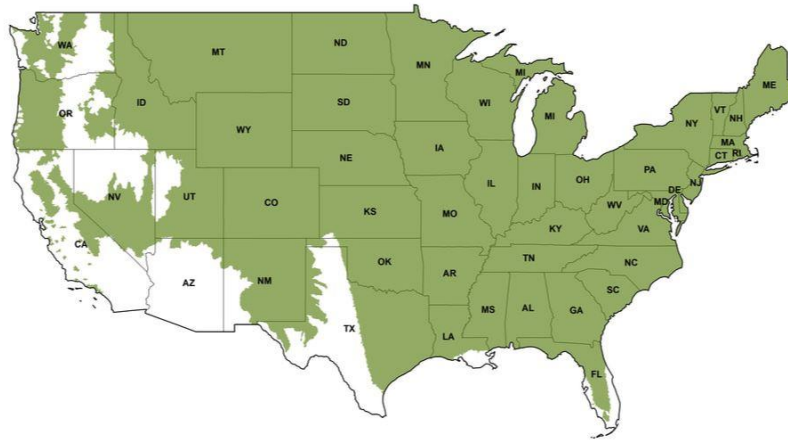 WA
MT
ND
MN
MI
ME
VT
NH
OR
ID
SD
WI
MI
NY
MA
CT
RI
WY
IA
PA
NJ
NE
IL
IN
OH
DE
MD
NV
UT
CO
KS
MO
WV
VA
KY
CA
AZ
NM
OK
AR
TN
NC
SC
TX
LA
MS
AL
GA
FL